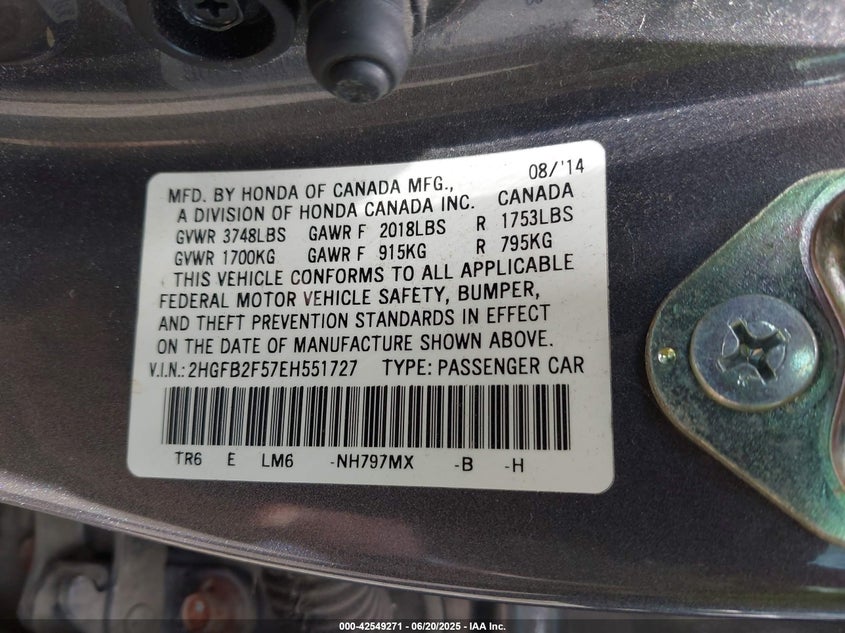 MFD. BY HONDA OF CANADA MFG., 08/'14
A DIVISION OF HONDA CANADA INC. CANADA
GVWR 3748LBS GAWR F 2018LBS R 1753LBS
GVWR 1700KG GAWR F 915KG R 795KG
THIS VEHICLE CONFORMS TO ALL APPLICABLE
FEDERAL MOTOR VEHICLE SAFETY, BUMPER,
AND THEFT PREVENTION STANDARDS IN EFFECT
ON THE DATE OF MANUFACTURE SHOWN ABOVE.
V.I.N.: 2HGFB2F57EH551727 TYPE: PASSENGER CAR
TR6 E LM6 -NH797MX -B -H
000-42549271 | 06/20/2025 - IAA Inc.